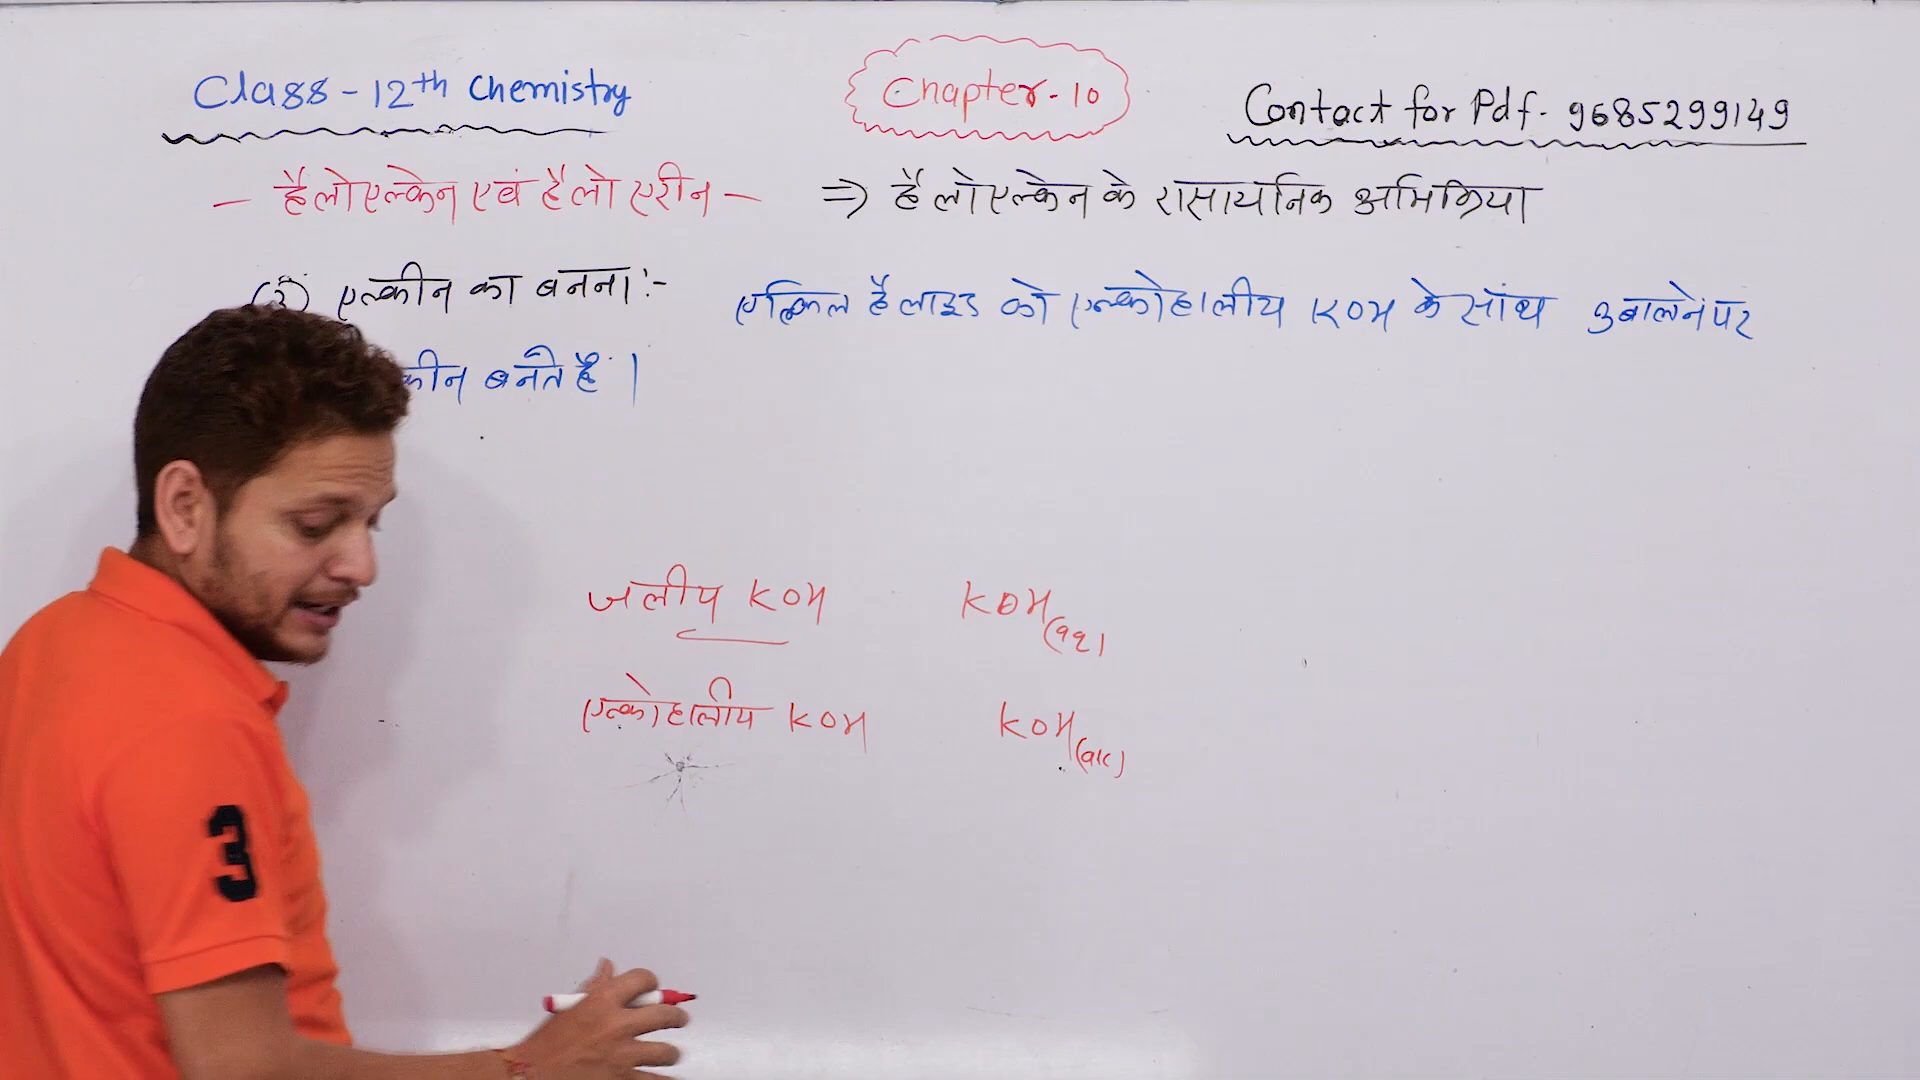 Class - 12th Chemistry
Chapter - 10
Contact for Pdf - 9685299149
- हैलोएल्केन एवं हैलो एरीन -
⇒ हैलोएल्केन के रासायनिक अभिक्रिया
(3) एल्कीन का बनना :-
एल्किल हैलाइड को एल्कोहालीय KOH के सांथ उबालने पर
कीन बनते है ।
जलीय KOH
KOH(aq)
एल्कोहालीय KOH
KOH(alc)
3